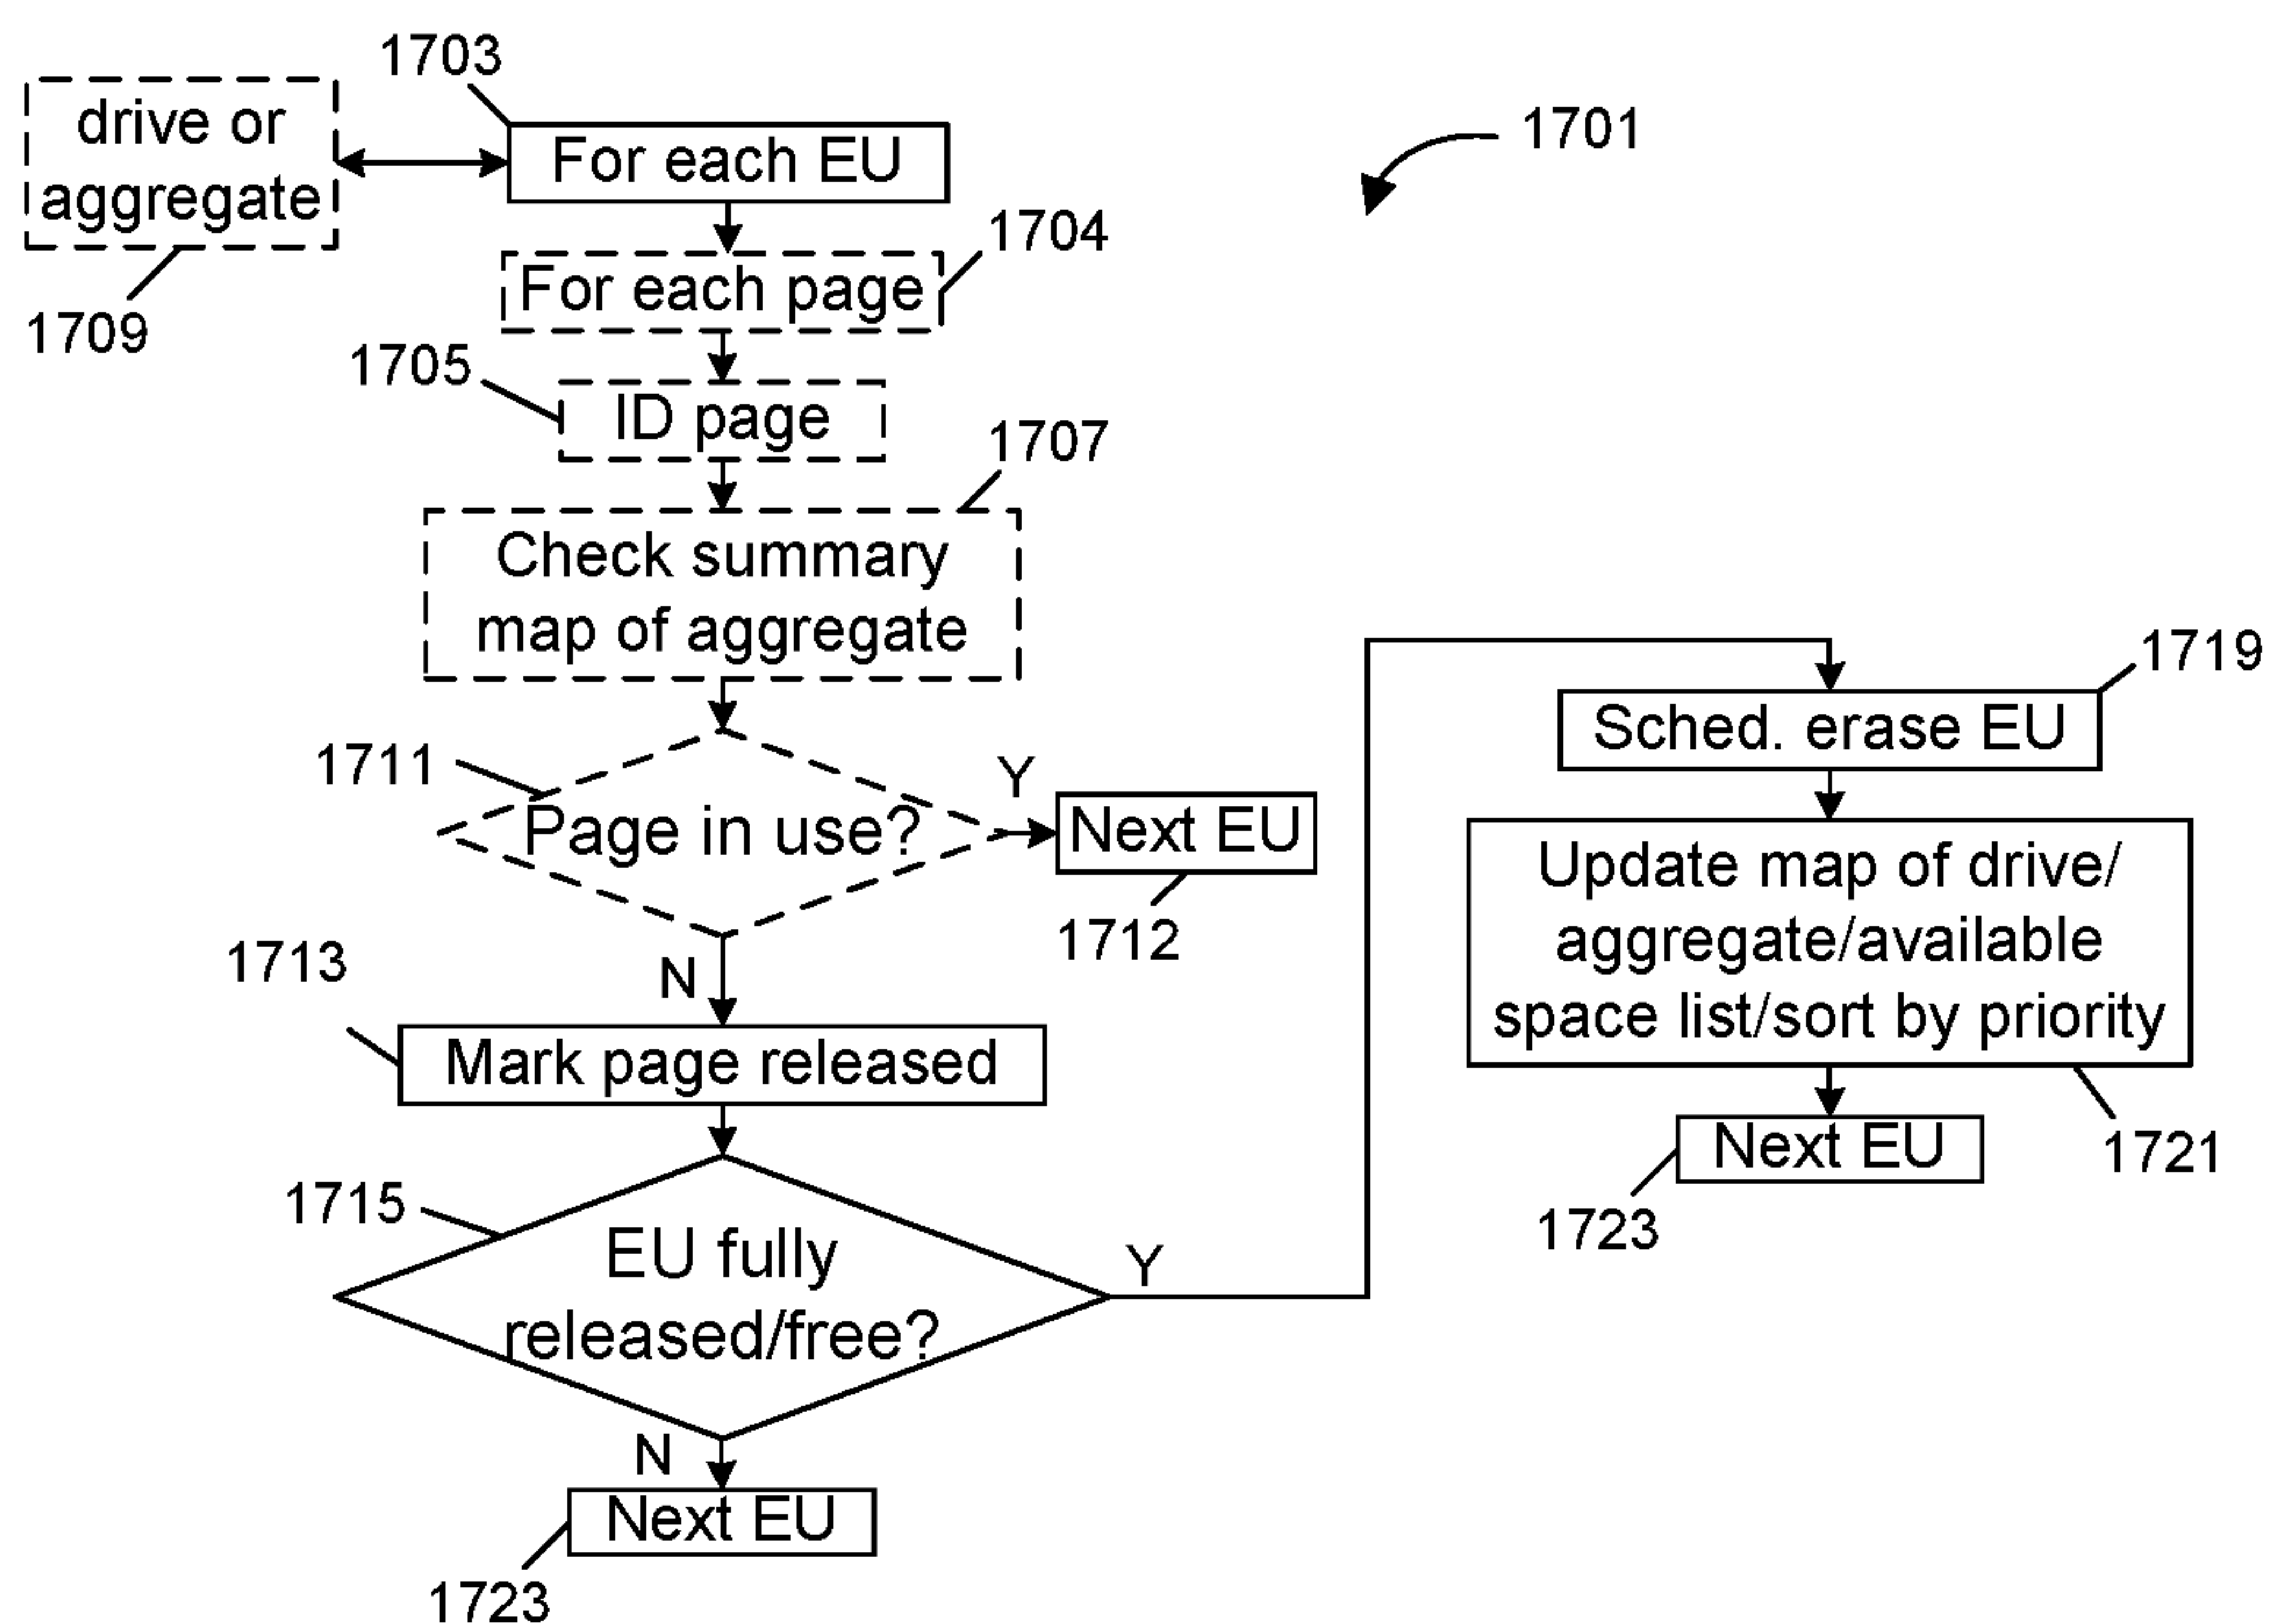 1703
drive or
aggregate
1709
For each EU
1701
1704
For each page
1705
ID page
1707
Check summary
map of aggregate
1711
Page in use?
Y
Next EU
1712
N
1713
Mark page released
1715
EU fully
released/free?
Y
N
Next EU
1723
1719
Sched. erase EU
Update map of drive/
aggregate/available
space list/sort by priority
1721
Next EU
1723